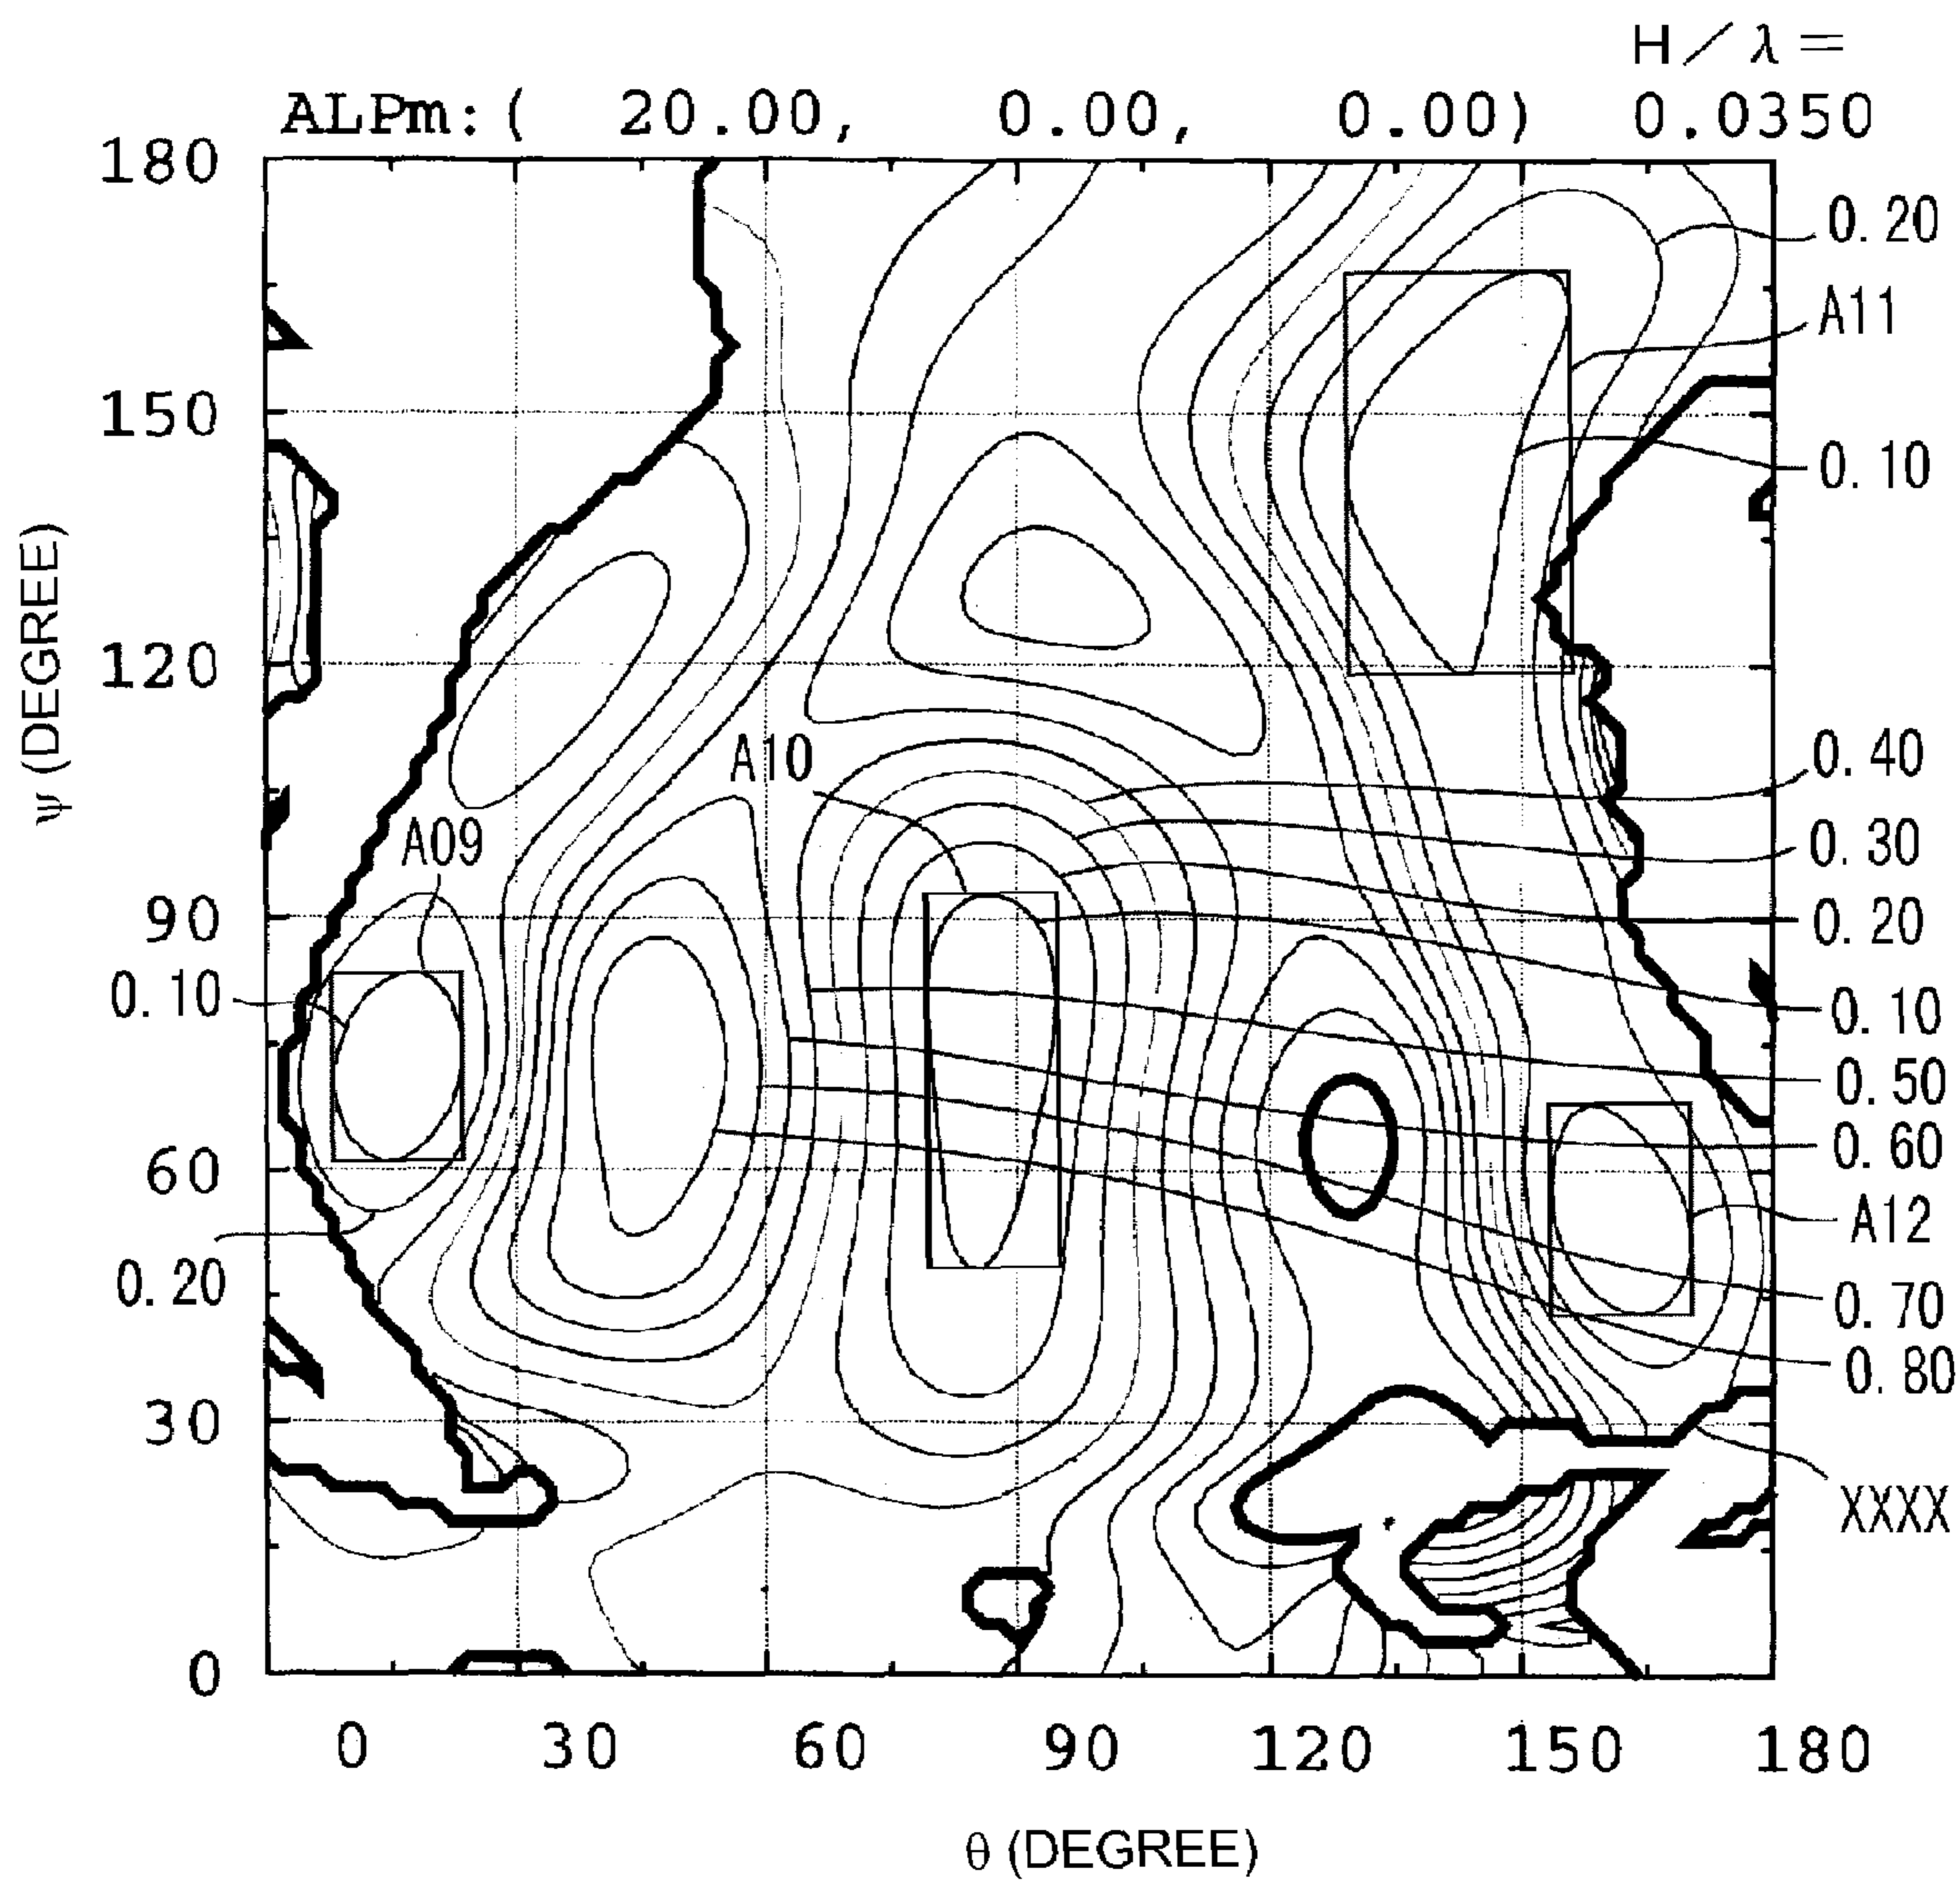 H/λ=
ALPm:( 20.00, 0.00, 0.00) 0.0350
180
0.20
A11
150
0.10
ψ (DEGREE)
120
0.40
A10
0.30
A09
90
0.20
0.10
0.10
0.50
0.60
60
A12
0.20
0.70
0.80
30
XXXX
0
0 30 60 90 120 150 180
θ (DEGREE)